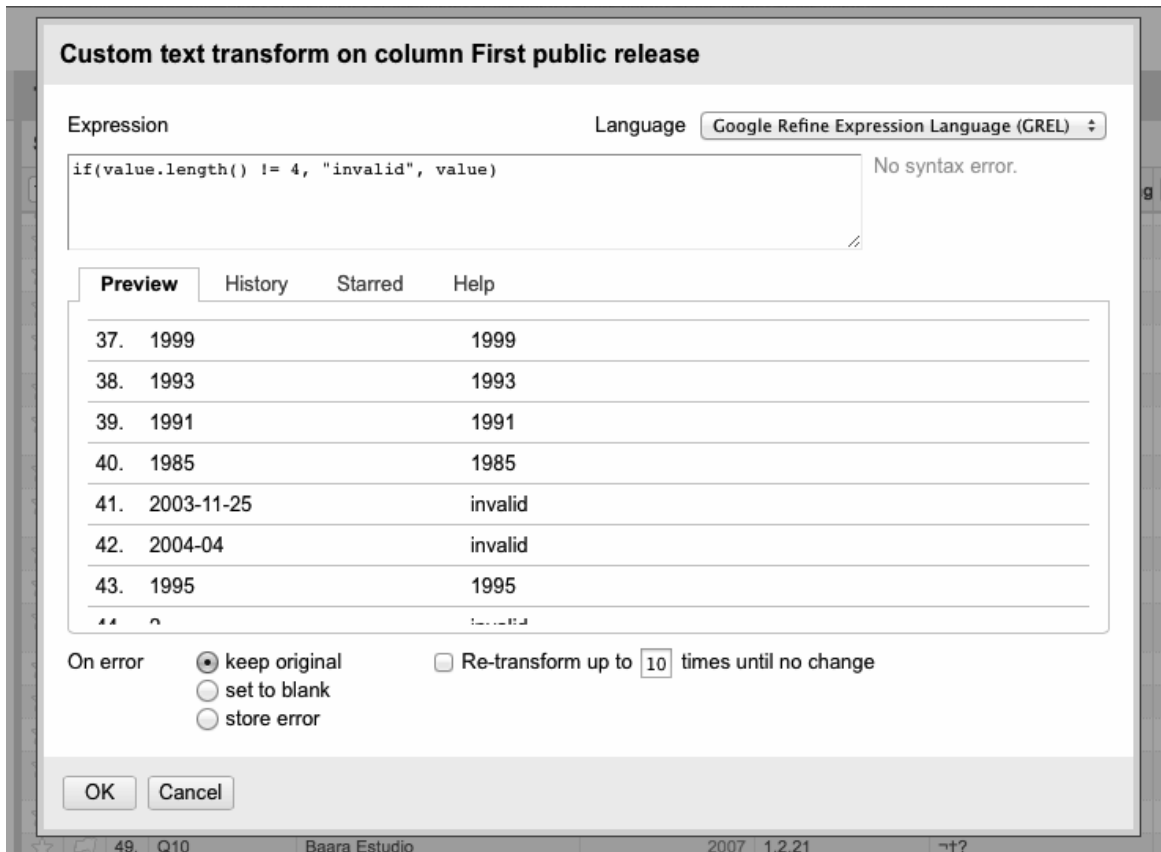 Custom text transform on column First public release
Expression
Language Google Refine Expression Language (GREL)
if(value.length() != 4, "invalid", value)
No syntax error.
g
Preview History Starred Help
37. 1999 1999
38. 1993 1993
39. 1991 1991
40. 1985 1985
41. 2003-11-25 invalid
42. 2004-04 invalid
43. 1995 1995
44. ? invalid
On error keep original Re-transform up to 10 times until no change
set to blank
store error
OK Cancel
49. Q10 Baara Estudio 2007 1.2.21 ¬†?